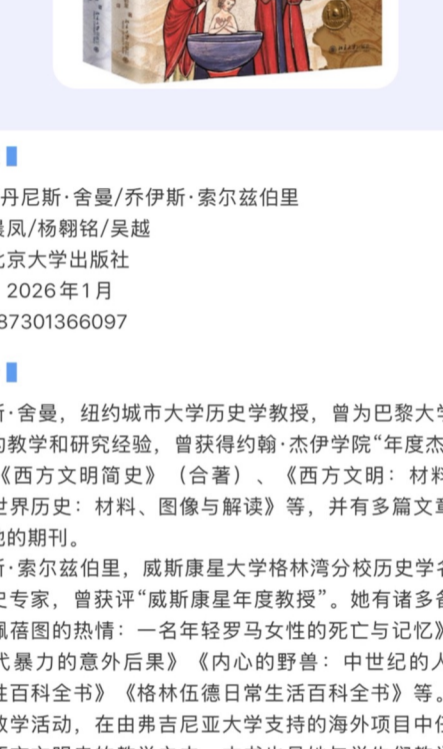 北京大学出版社
丹尼斯·舍曼/乔伊斯·索尔兹伯里
晨凤/杨翱铭/吴越
北京大学出版社
2026年1月
87301366097
斯·舍曼，纽约城市大学历史学教授，曾为巴黎大学
的教学和研究经验，曾获得约翰·杰伊学院“年度杰
《西方文明简史》（合著）、《西方文明：材料
世界历史：材料、图像与解读》等，并有多篇文章
他的期刊。
斯·索尔兹伯里，威斯康星大学格林湾分校历史学名
史专家，曾获评“威斯康星年度教授”。她有诸多备
佩蓓图的热情：一名年轻罗马女性的死亡与记忆》
代暴力的意外后果》《内心的野兽：中世纪的人
性百科全书》《格林伍德日常生活百科全书》等。
教学活动，在由弗吉尼亚大学支持的海外项目中任